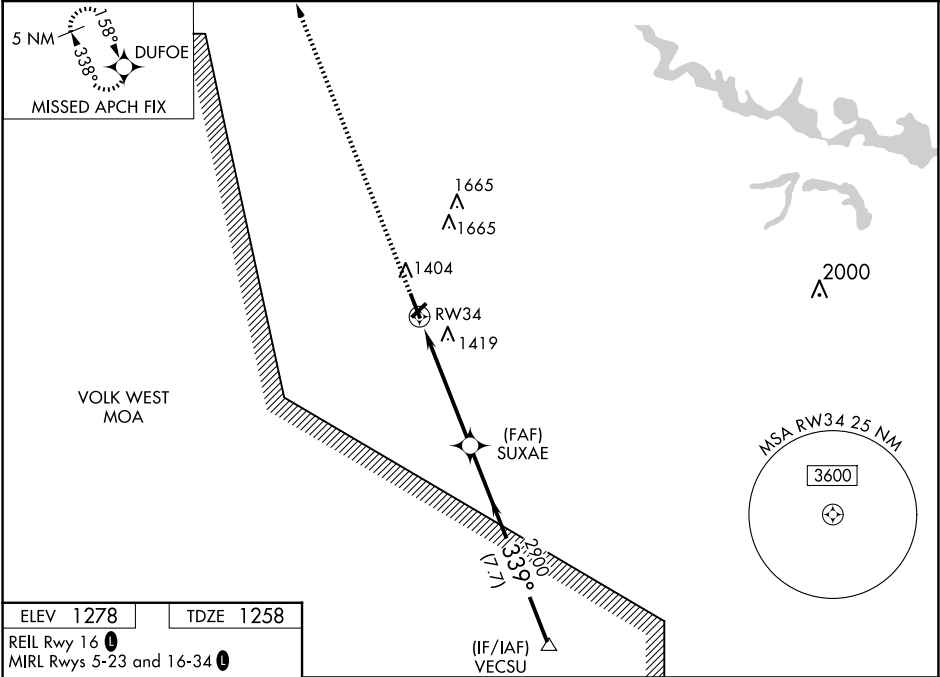 5 NM
158°
338°
DUFOE
MISSED APCH FIX
1665
1665
1404
2000
RW34
1419
VOLK WEST
MOA
(FAF)
SUXAE
MSA RW34 25 NM
3600
2900
339°
(7.7)
(IF/IAF)
VECSU
ELEV 1278
TDZE 1258
REIL Rwy 16 L
MIRL Rwys 5-23 and 16-34 L